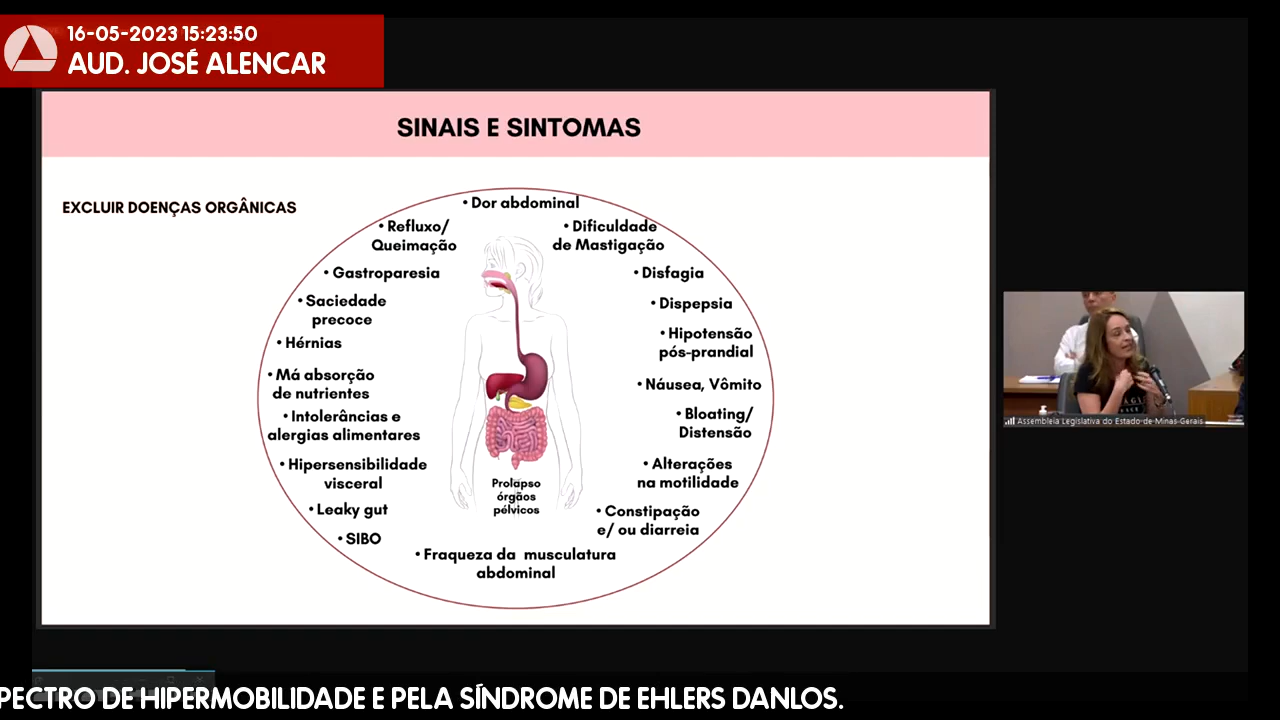 16-05-2023 15:23:50
AUD. JOSÉ ALENCAR
SINAIS E SINTOMAS
EXCLUIR DOENÇAS ORGÂNICAS
• Dor abdominal
• Refluxo/
Queimação
• Gastroparesia
• Saciedade
precoce
• Hérnias
• Má absorção
de nutrientes
• Intolerâncias e
alergias alimentares
• Hipersensibilidade
visceral
• Leaky gut
• SIBO
• Dificuldade
de Mastigação
• Disfagia
• Dispepsia
• Hipotensão
pós-prandial
• Náusea, Vômito
• Bloating/
Distensão
• Alterações
na motilidade
• Constipação
e/ ou diarreia
Prolapso
órgãos
pélvicos
• Fraqueza da musculatura
abdominal
Assembleia Legislativa do Estado de Minas Gerais
PECTRO DE HIPERMOBILIDADE E PELA SÍNDROME DE EHLERS DANLOS.